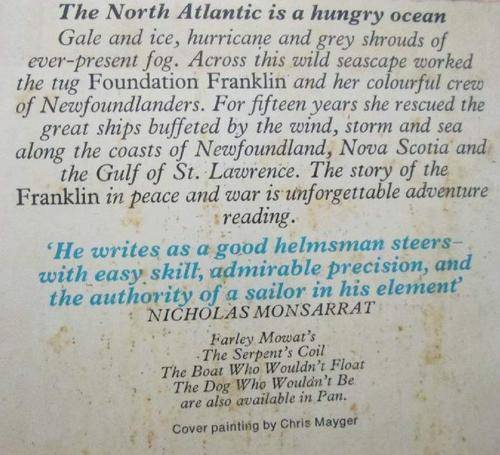 The North Atlantic is a hungry ocean
Gale and ice, hurricane and grey shrouds of
ever-present fog. Across this wild seascape worked
the tug Foundation Franklin and her colourful crew
of Newfoundlanders. For fifteen years she rescued the
great ships buffeted by the wind, storm and sea
along the coasts of Newfoundland, Nova Scotia and
the Gulf of St. Lawrence. The story of the
Franklin in peace and war is unforgettable adventure
reading.
‘He writes as a good helmsman steers–
with easy skill, admirable precision, and
the authority of a sailor in his element’
NICHOLAS MONSARRAT
Farley Mowat's
The Serpent's Coil
The Boat Who Wouldn't Float
The Dog Who Wouldn't Be
are also available in Pan.
Cover painting by Chris Mayger